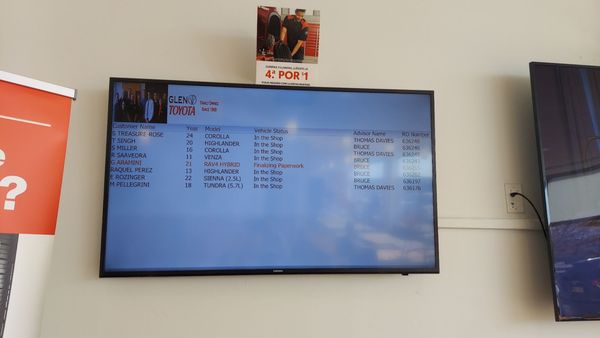 4.ª POR $1
GLEN TOYOTA
Customer Name Year Model Vehicle Status Advisor Name RO Number
S TREASURE-ROSE 24 COROLLA In the Shop THOMAS DAVIES 636248
T SINGH 20 HIGHLANDER In the Shop BRUCE 636246
S MILLER 16 COROLLA In the Shop THOMAS DAVIES
R SAAVEDRA 11 VENZA In the Shop BRUCE
G ARAMINI 21 RAV4 HYBRID Finalizing Paperwork BRUCE
RAQUEL PEREZ 13 HIGHLANDER In the Shop BRUCE
E ROZINGER 22 SIENNA (2.5L) In the Shop BRUCE 636197
M PELLEGRINI 18 TUNDRA (5.7L) In the Shop THOMAS DAVIES 636176
e
?